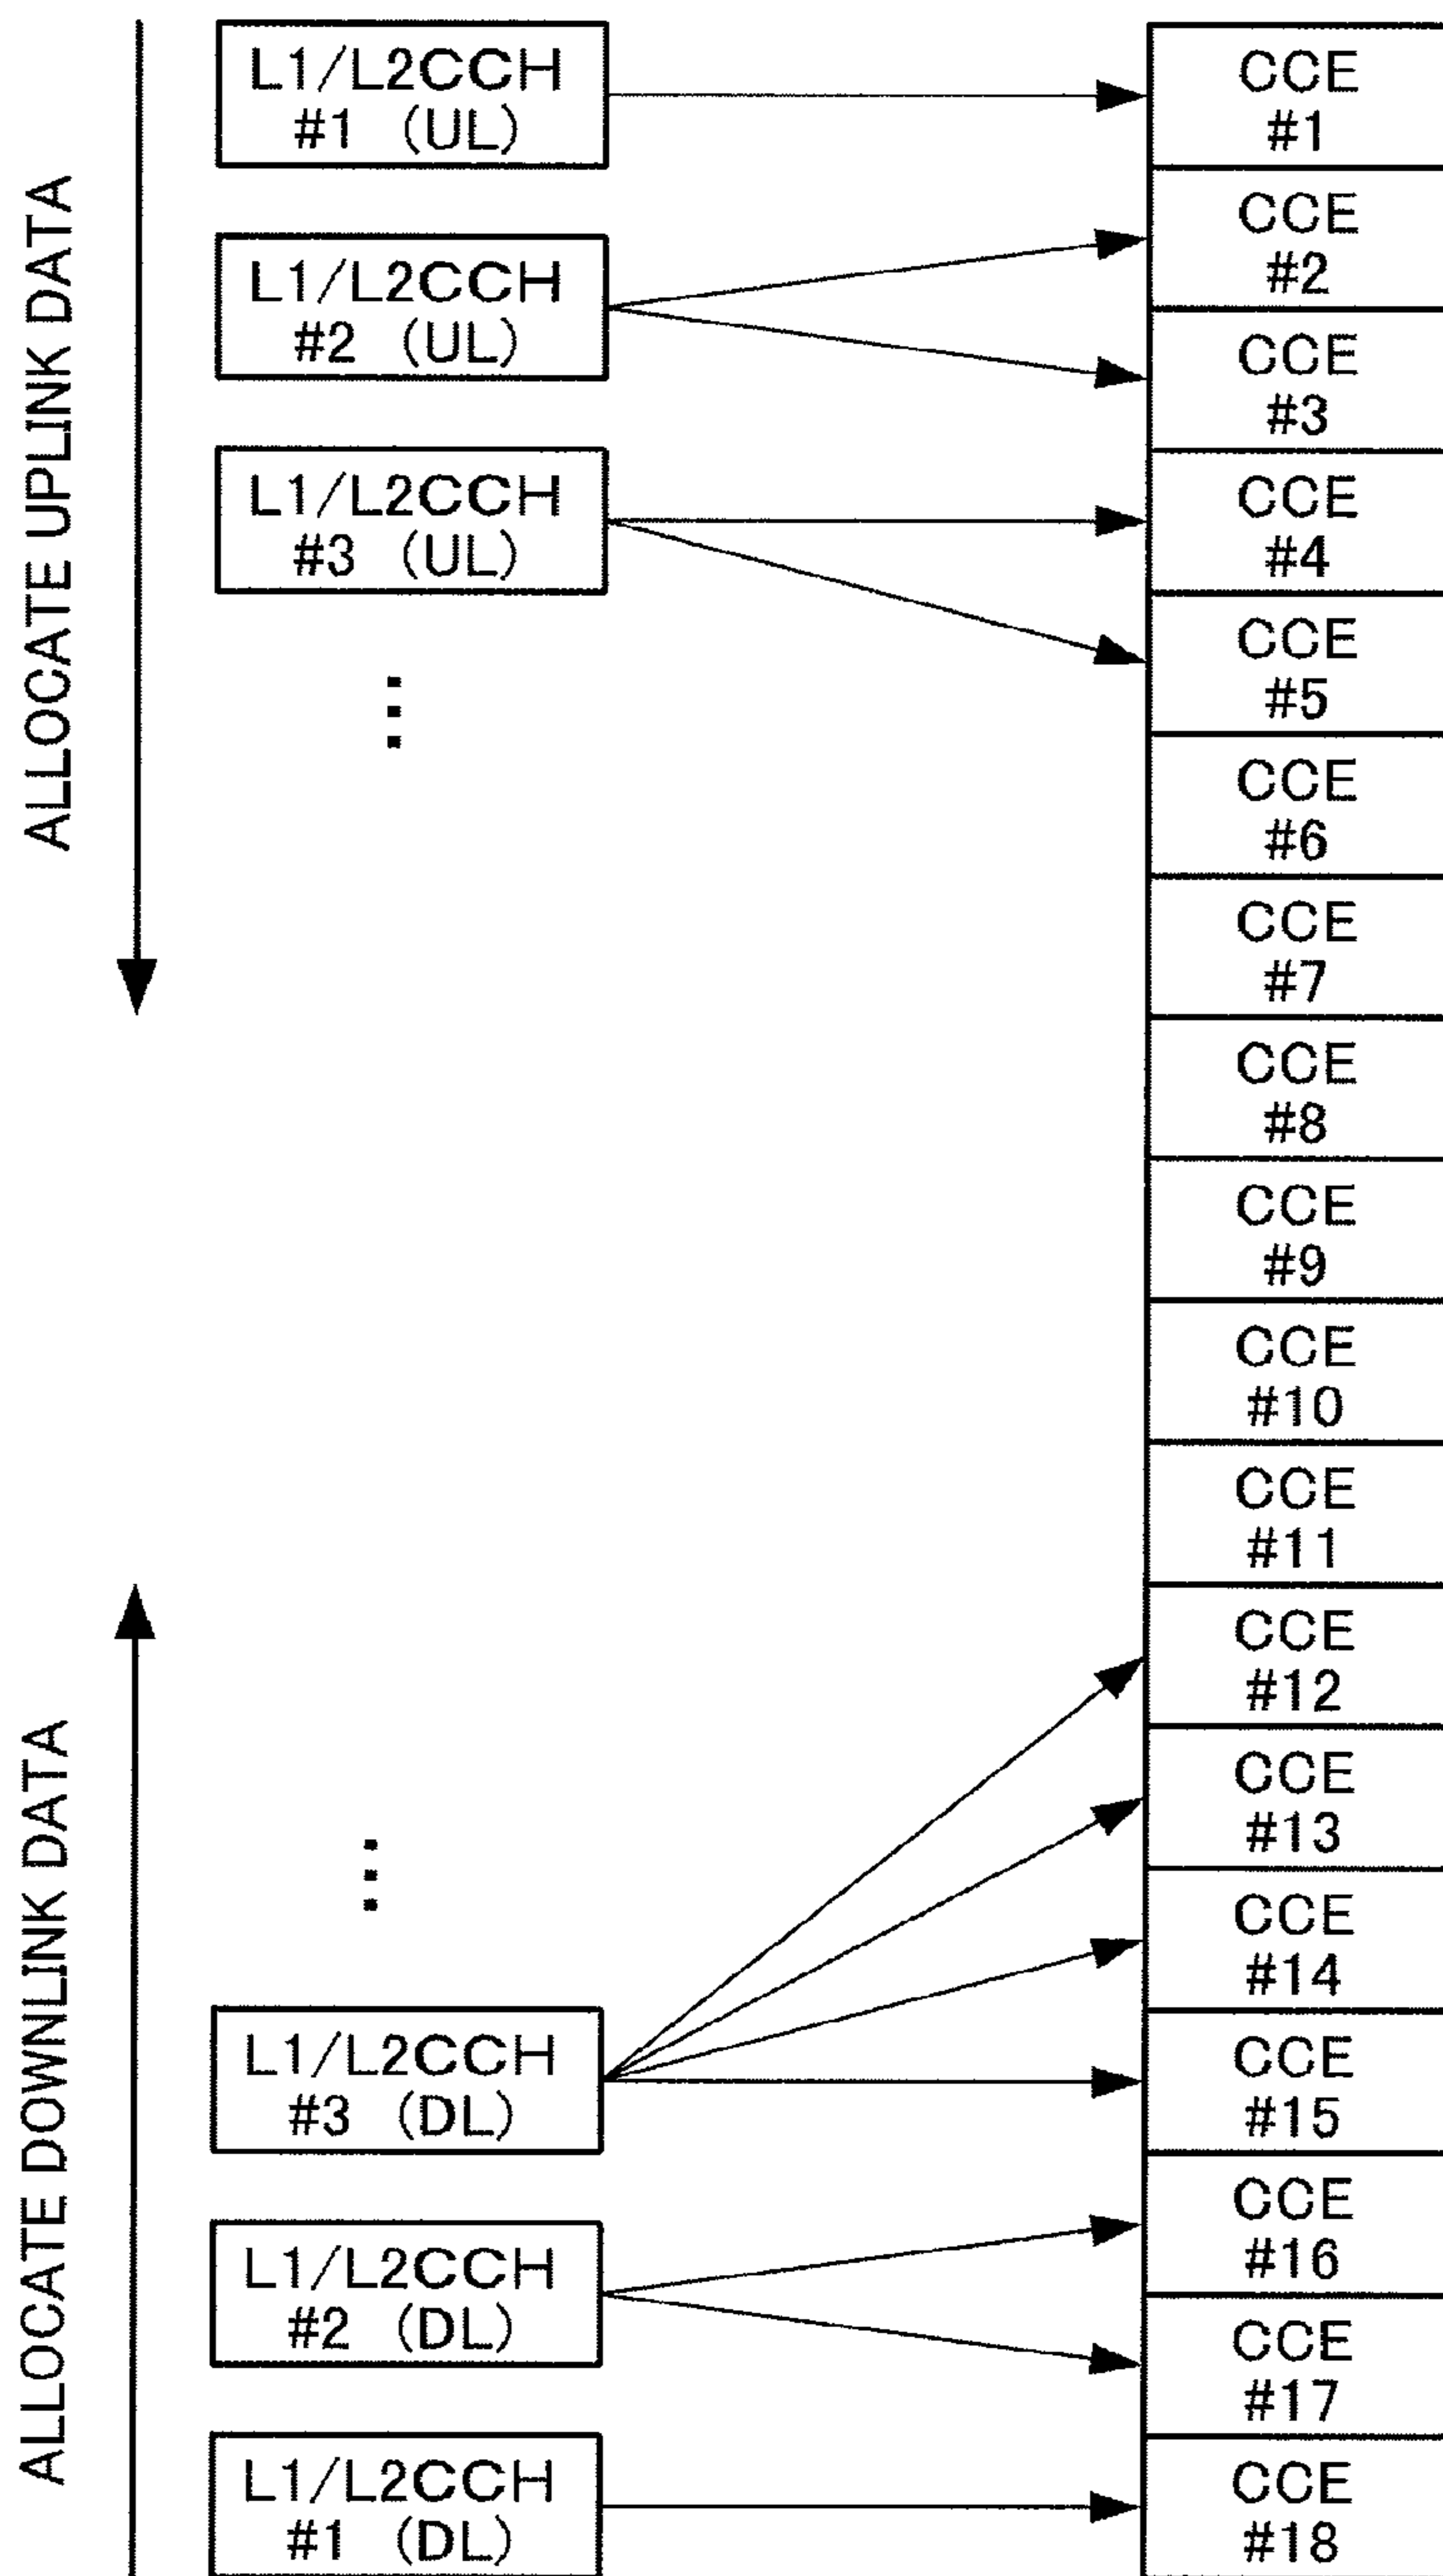 ALLOCATE UPLINK DATA
L1/L2CCH
#1 (UL)
L1/L2CCH
#2 (UL)
L1/L2CCH
#3 (UL)
⋮
ALLOCATE DOWNLINK DATA
⋮
L1/L2CCH
#3 (DL)
L1/L2CCH
#2 (DL)
L1/L2CCH
#1 (DL)
CCE
#1
CCE
#2
CCE
#3
CCE
#4
CCE
#5
CCE
#6
CCE
#7
CCE
#8
CCE
#9
CCE
#10
CCE
#11
CCE
#12
CCE
#13
CCE
#14
CCE
#15
CCE
#16
CCE
#17
CCE
#18